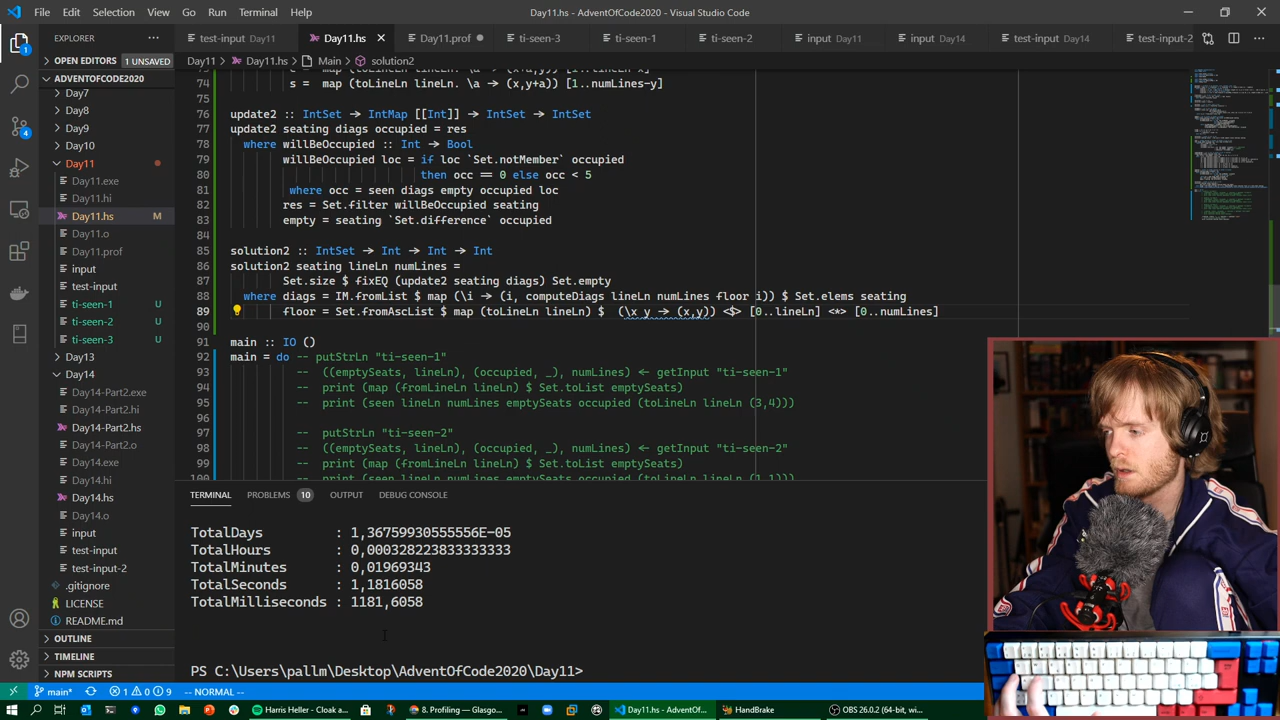 File Edit Selection View Go Run Terminal Help
Day11.hs - AdventOfCode2020 - Visual Studio Code
EXPLORER
test-input Day11
Day11.hs
Day11.prof
ti-seen-3
ti-seen-1
ti-seen-2
input Day11
input Day14
test-input Day14
test-input-2
OPEN EDITORS 1 UNSAVED
Day11 > Day11.hs > Main > solution2
ADVENTOFCODE2020
Day7
Day8
Day9
Day10
Day11
Day11.exe
Day11.hi
Day11.hs M
Day11.o
Day11.prof
input
test-input
ti-seen-1 U
ti-seen-2 U
ti-seen-3 U
Day13
Day14
Day14-Part2.exe
Day14-Part2.hi
Day14-Part2.hs
Day14-Part2.o
Day14.exe
Day14.hi
Day14.hs
Day14.o
input
test-input
test-input-2
.gitignore
LICENSE
README.md
OUTLINE
TIMELINE
NPM SCRIPTS
74 s = map (toLineLn lineLn. \a → (x,y+a)) [1..numLines-y]
75
76 update2 :: IntSet → IntMap [[Int]] → IntSet → IntSet
77 update2 seating diags occupied = res
78 where willBeOccupied :: Int → Bool
79 willBeOccupied loc = if loc `Set.notMember` occupied
80 then occ == 0 else occ < 5
81 where occ = seen diags empty occupied loc
82 res = Set.filter willBeOccupied seating
83 empty = seating `Set.difference` occupied
84
85 solution2 :: IntSet → Int → Int → Int
86 solution2 seating lineLn numLines =
87 Set.size $ fixEQ (update2 seating diags) Set.empty
88 where diags = IM.fromList $ map (\i → (i, computeDiags lineLn numLines floor i)) $ Set.elems seating
89 floor = Set.fromAscList $ map (toLineLn lineLn) $ (\x y → (x,y)) <$> [0..lineLn] <*> [0..numLines]
90
91 main :: IO ()
92 main = do -- putStrLn "ti-seen-1"
93 -- ((emptySeats, lineLn), (occupied, _), numLines) ← getInput "ti-seen-1"
94 -- print (map (fromLineLn lineLn) $ Set.toList emptySeats)
95 -- print (seen lineLn numLines emptySeats occupied (toLineLn lineLn (3,4)))
96
97 -- putStrLn "ti-seen-2"
98 -- ((emptySeats, lineLn), (occupied, _), numLines) ← getInput "ti-seen-2"
99 -- print (map (fromLineLn lineLn) $ Set.toList emptySeats)
100 -- print (seen lineLn numLines emptySeats occupied (toLineLn lineLn (1,1)))
TERMINAL PROBLEMS 10 OUTPUT DEBUG CONSOLE
TotalDays : 1,36759930555556E-05
TotalHours : 0,000328223833333333
TotalMinutes : 0,01969343
TotalSeconds : 1,1816058
TotalMilliseconds : 1181,6058
PS C:\Users\pallm\Desktop\AdventOfCode2020\Day11>
main* 1 0 9 -- NORMAL --
Harris Heller - Cloak a...
8. Profiling — Glasgo...
Day11.hs - AdventOf...
HandBrake
OBS 26.0.2 (64-bit, wi...